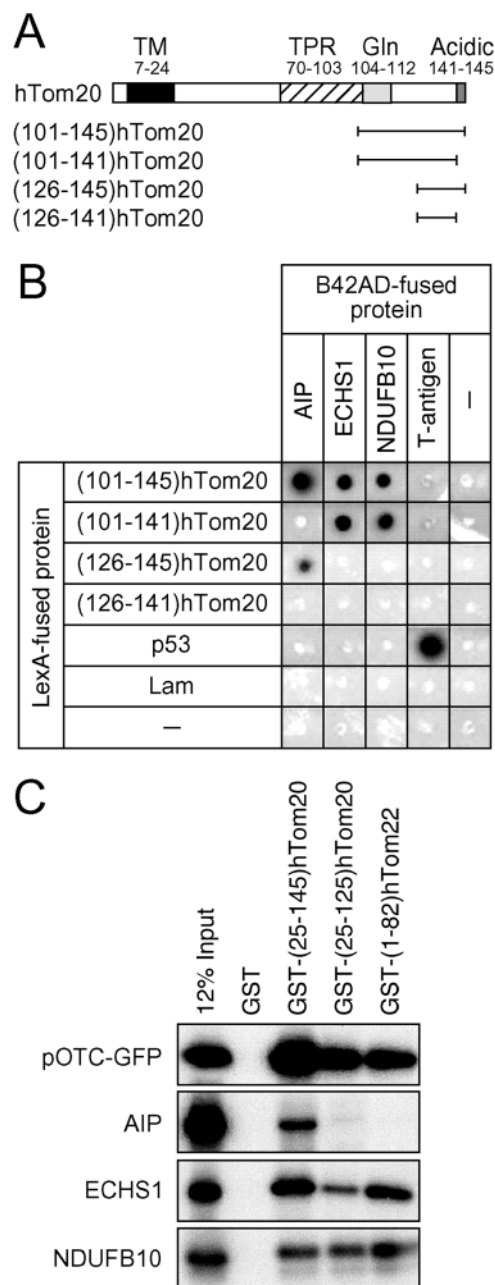 A
TM TPR Gln Acidic
7-24 70-103 104-112 141-145
hTom20
(101-145)hTom20
(101-141)hTom20
(126-145)hTom20
(126-141)hTom20
B
B42AD-fused
protein
AIP
ECHS1
NDUFB10
T-antigen
–
LexA-fused protein
(101-145)hTom20
(101-141)hTom20
(126-145)hTom20
(126-141)hTom20
p53
Lam
–
C
12% Input
GST
GST-(25-145)hTom20
GST-(25-125)hTom20
GST-(1-82)hTom22
pOTC-GFP
AIP
ECHS1
NDUFB10